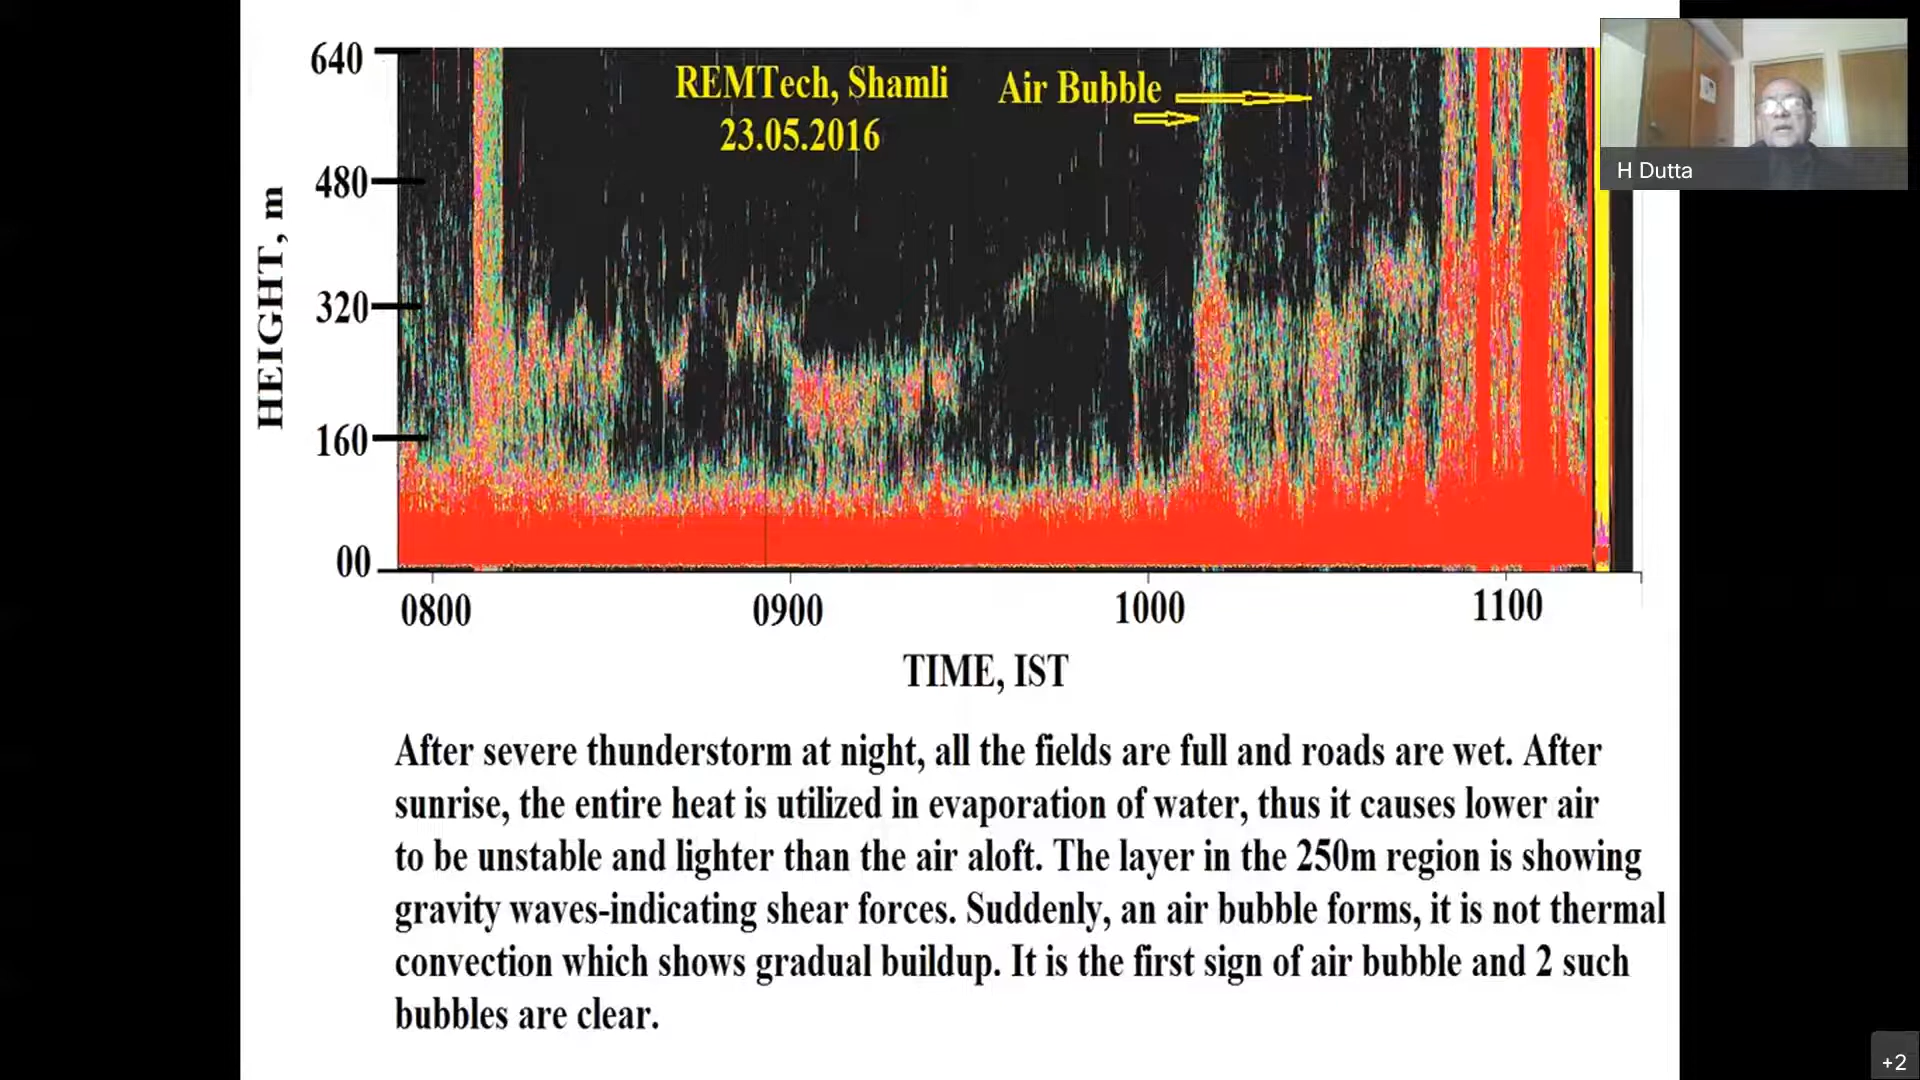 640
REMTech, Shamli
23.05.2016
Air Bubble
480
320
160
00
HEIGHT, m
0800
0900
1000
1100
TIME, IST
After severe thunderstorm at night, all the fields are full and roads are wet. After
sunrise, the entire heat is utilized in evaporation of water, thus it causes lower air
to be unstable and lighter than the air aloft. The layer in the 250m region is showing
gravity waves-indicating shear forces. Suddenly, an air bubble forms, it is not thermal
convection which shows gradual buildup. It is the first sign of air bubble and 2 such
bubbles are clear.
H Dutta
+2